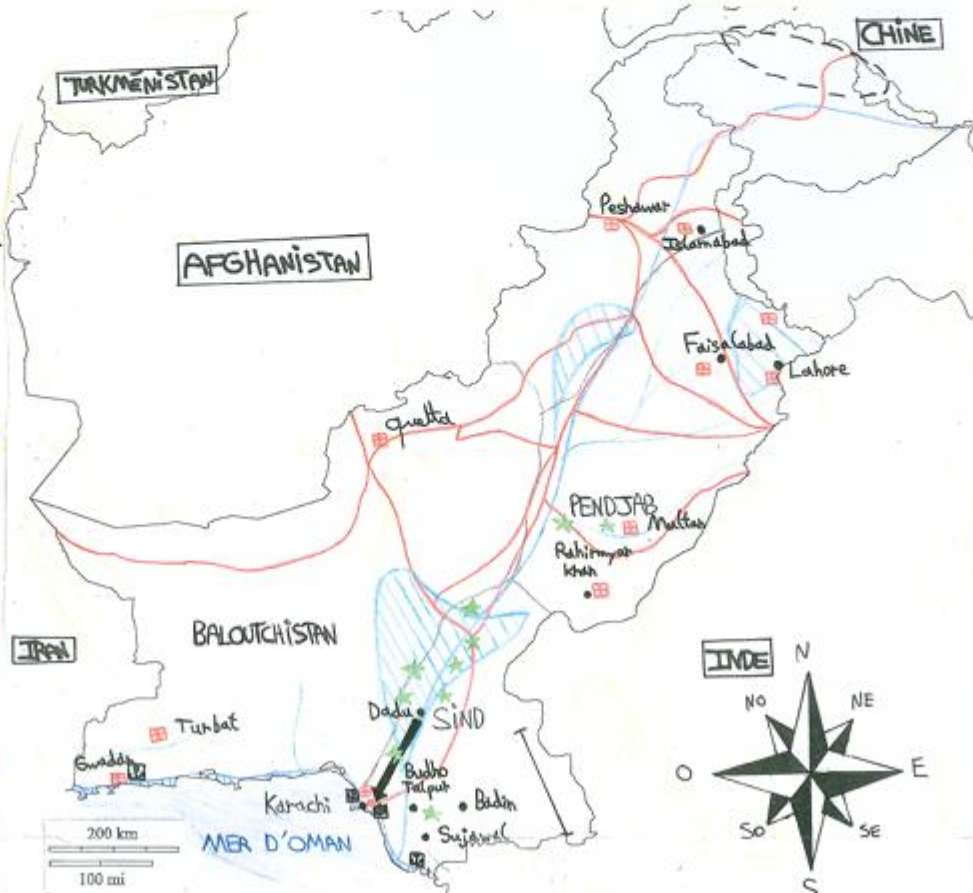 CHINE
TURKMÉNISTAN
Peshawar
Islamabad
AFGHANISTAN
Faisalabad
Lahore
Quetta
PENDJAB
Multan
Rahimyar
Khan
BALOUTCHISTAN
IRAN
INDE
Dadu
SIND
Turbat
Gwadar
Budho
Talpur
Karachi
Badin
Sujawal
MER D'OMAN
200 km
100 mi
N
NO
NE
O
E
SO
SE
S